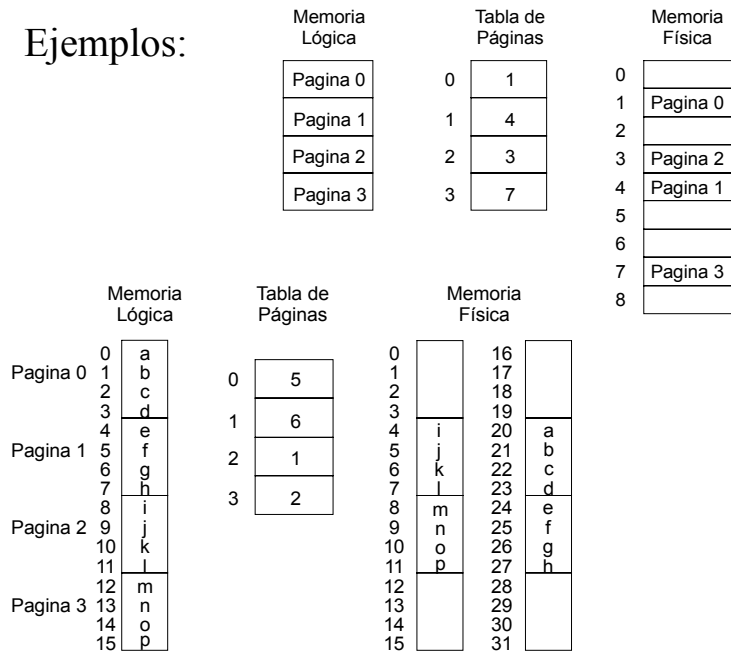 Ejemplos:
Memoria
Lógica
Pagina 0
Pagina 1
Pagina 2
Pagina 3
Tabla de
Páginas
0 1
1 4
2 3
3 7
Memoria
Física
0
1 Pagina 0
2
3 Pagina 2
4 Pagina 1
5
6
7 Pagina 3
8
Memoria
Lógica
0 a
Pagina 0 1 b
2 c
3 d
4 e
Pagina 1 5 f
6 g
7 h
8 i
Pagina 2 9 j
10 k
11 l
12 m
Pagina 3 13 n
14 o
15 p
Tabla de
Páginas
0 5
1 6
2 1
3 2
Memoria
Física
0
1
2
3
4 i
5 j
6 k
7 l
8 m
9 n
10 o
11 p
12
13
14
15
16
17
18
19
20 a
21 b
22 c
23 d
24 e
25 f
26 g
27 h
28
29
30
31